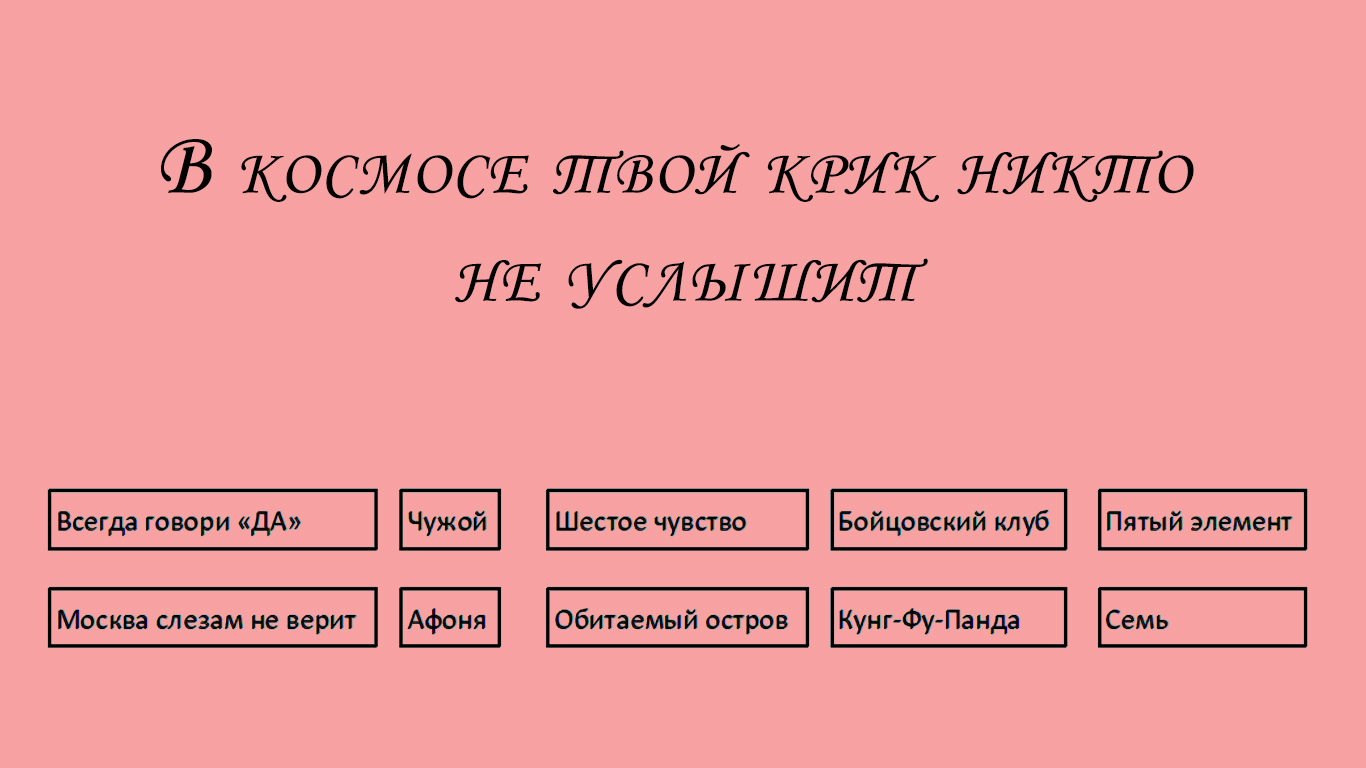 В КОСМОСЕ ТВОЙ КРИК НИКТО
НЕ УСЛЫШИТ
Всегда говори «ДА»
Чужой
Шестое чувство
Бойцовский клуб
Пятый элемент
Москва слезам не верит
Афоня
Обитаемый остров
Кунг-Фу-Панда
Семь